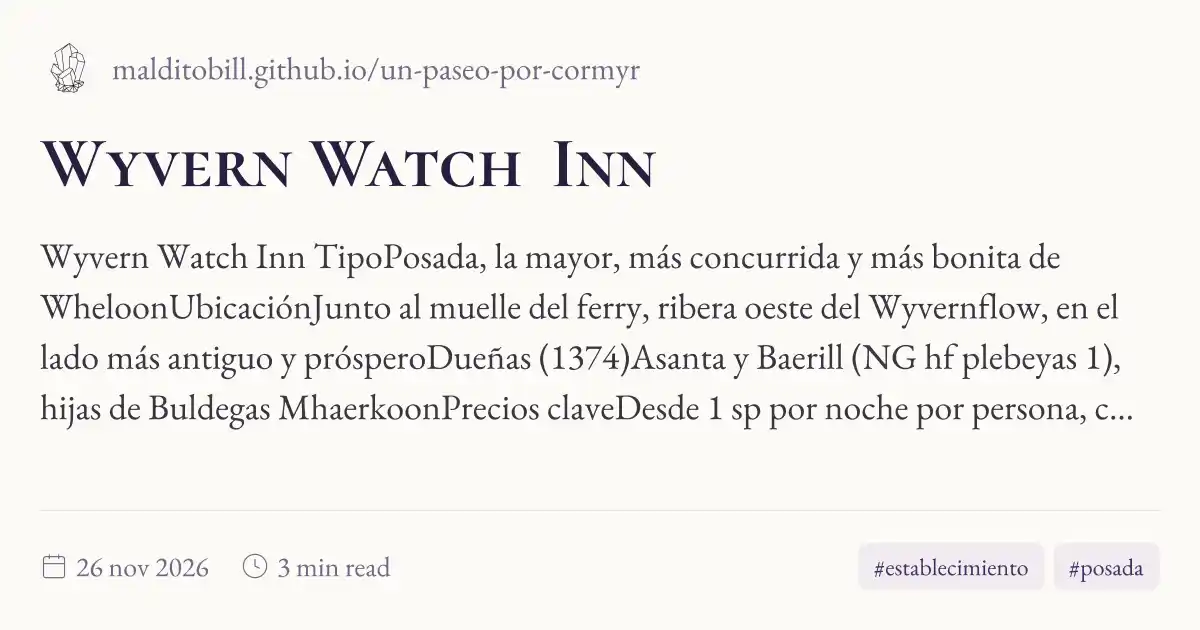 malditobill.github.io/un-paseo-por-cormyr
Wyvern Watch Inn
Wyvern Watch Inn TipoPosada, la mayor, más concurrida y más bonita de
WheloonUbicaciónJunto al muelle del ferry, ribera oeste del Wyvernflow, en el
lado más antiguo y prósperoDueñas (1374)Asanta y Baerill (NG hf plebeyas 1),
hijas de Buldegas MhaerkoonPrecios claveDesde 1 sp por noche por persona, c...
26 nov 2026
3 min read
#establecimiento
#posada